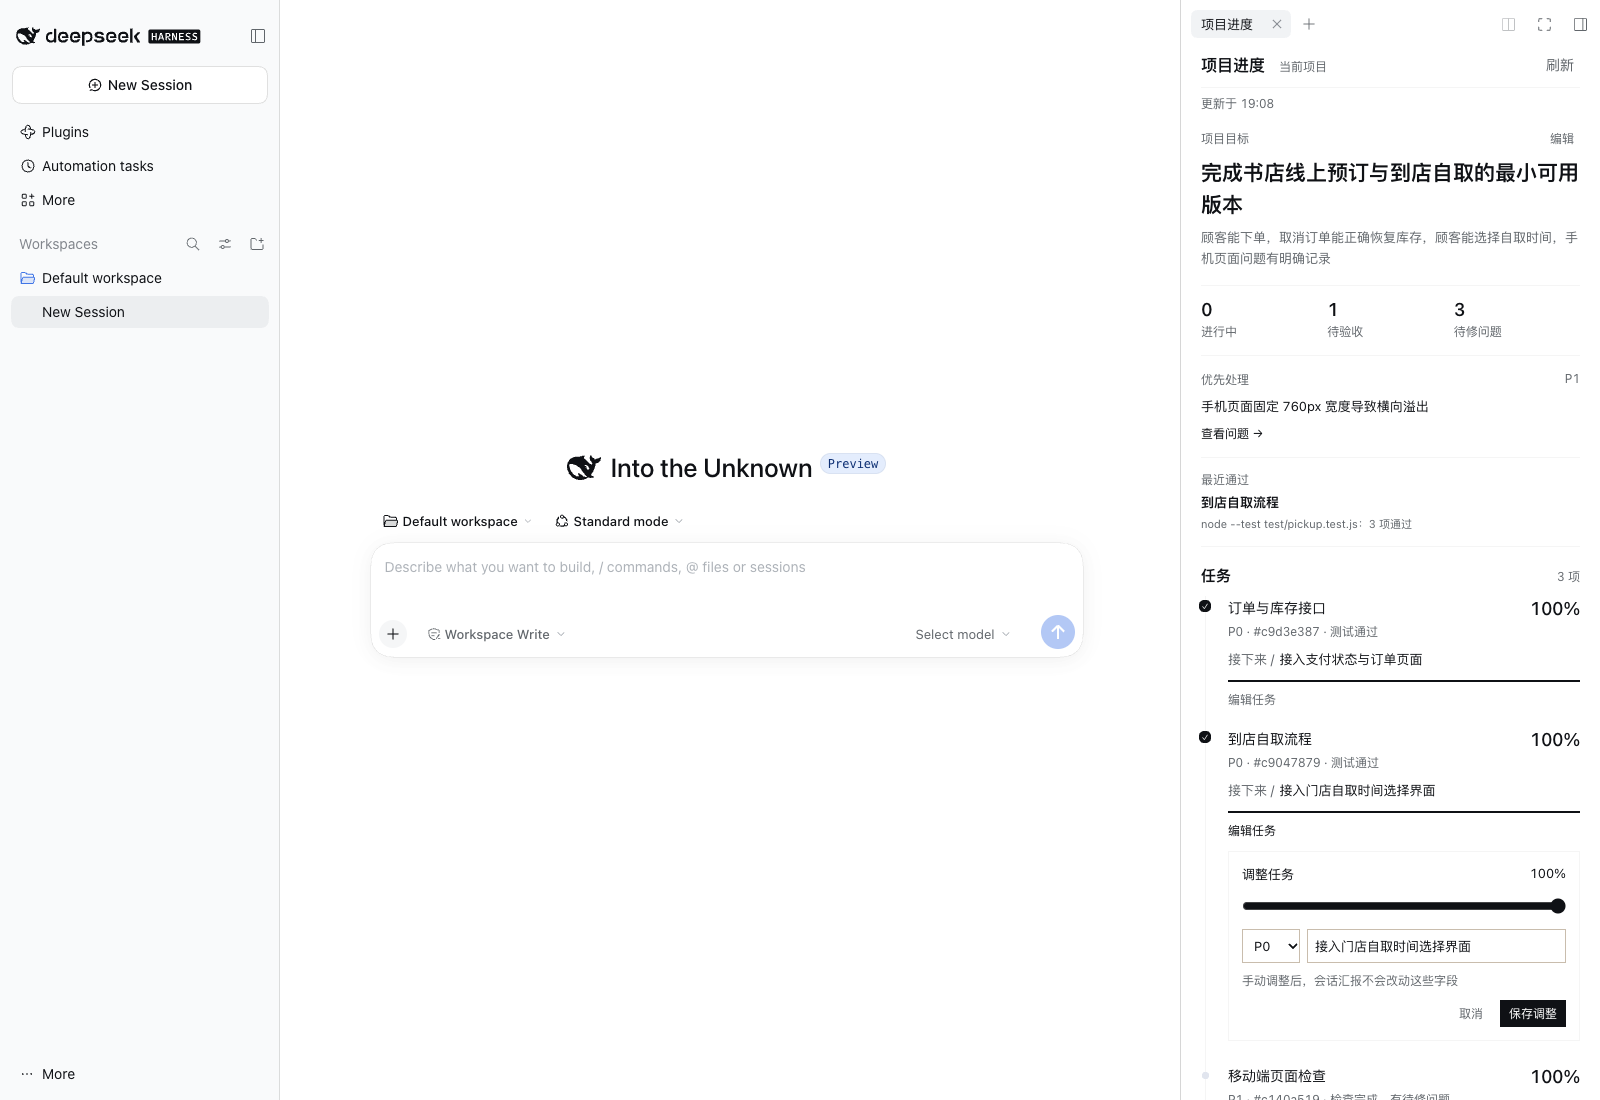 deepseek HARNESS
New Session
Plugins
Automation tasks
More
Workspaces
Default workspace
New Session
More
Into the Unknown Preview
Default workspace Standard mode
Describe what you want to build, / commands, @ files or sessions
Workspace Write Select model
项目进度
项目进度 当前项目 刷新
更新于 19:08
项目目标 编辑
完成书店线上预订与到店自取的最小可用
版本
顾客能下单，取消订单能正确恢复库存，顾客能选择自取时间，手
机页面问题有明确记录
0 1 3
进行中 待验收 待修问题
优先处理 P1
手机页面固定 760px 宽度导致横向溢出
查看问题 →
最近通过
到店自取流程
node --test test/pickup.test.js：3 项通过
任务 3 项
订单与库存接口 100%
P0 · #c9d3e387 · 测试通过
接下来 / 接入支付状态与订单页面
编辑任务
到店自取流程 100%
P0 · #c9047879 · 测试通过
接下来 / 接入门店自取时间选择界面
编辑任务
调整任务 100%
P0 接入门店自取时间选择界面
手动调整后，会话汇报不会改动这些字段
取消 保存调整
移动端页面检查 100%
P1 · #c140a519 · 检查完成，有待修问题